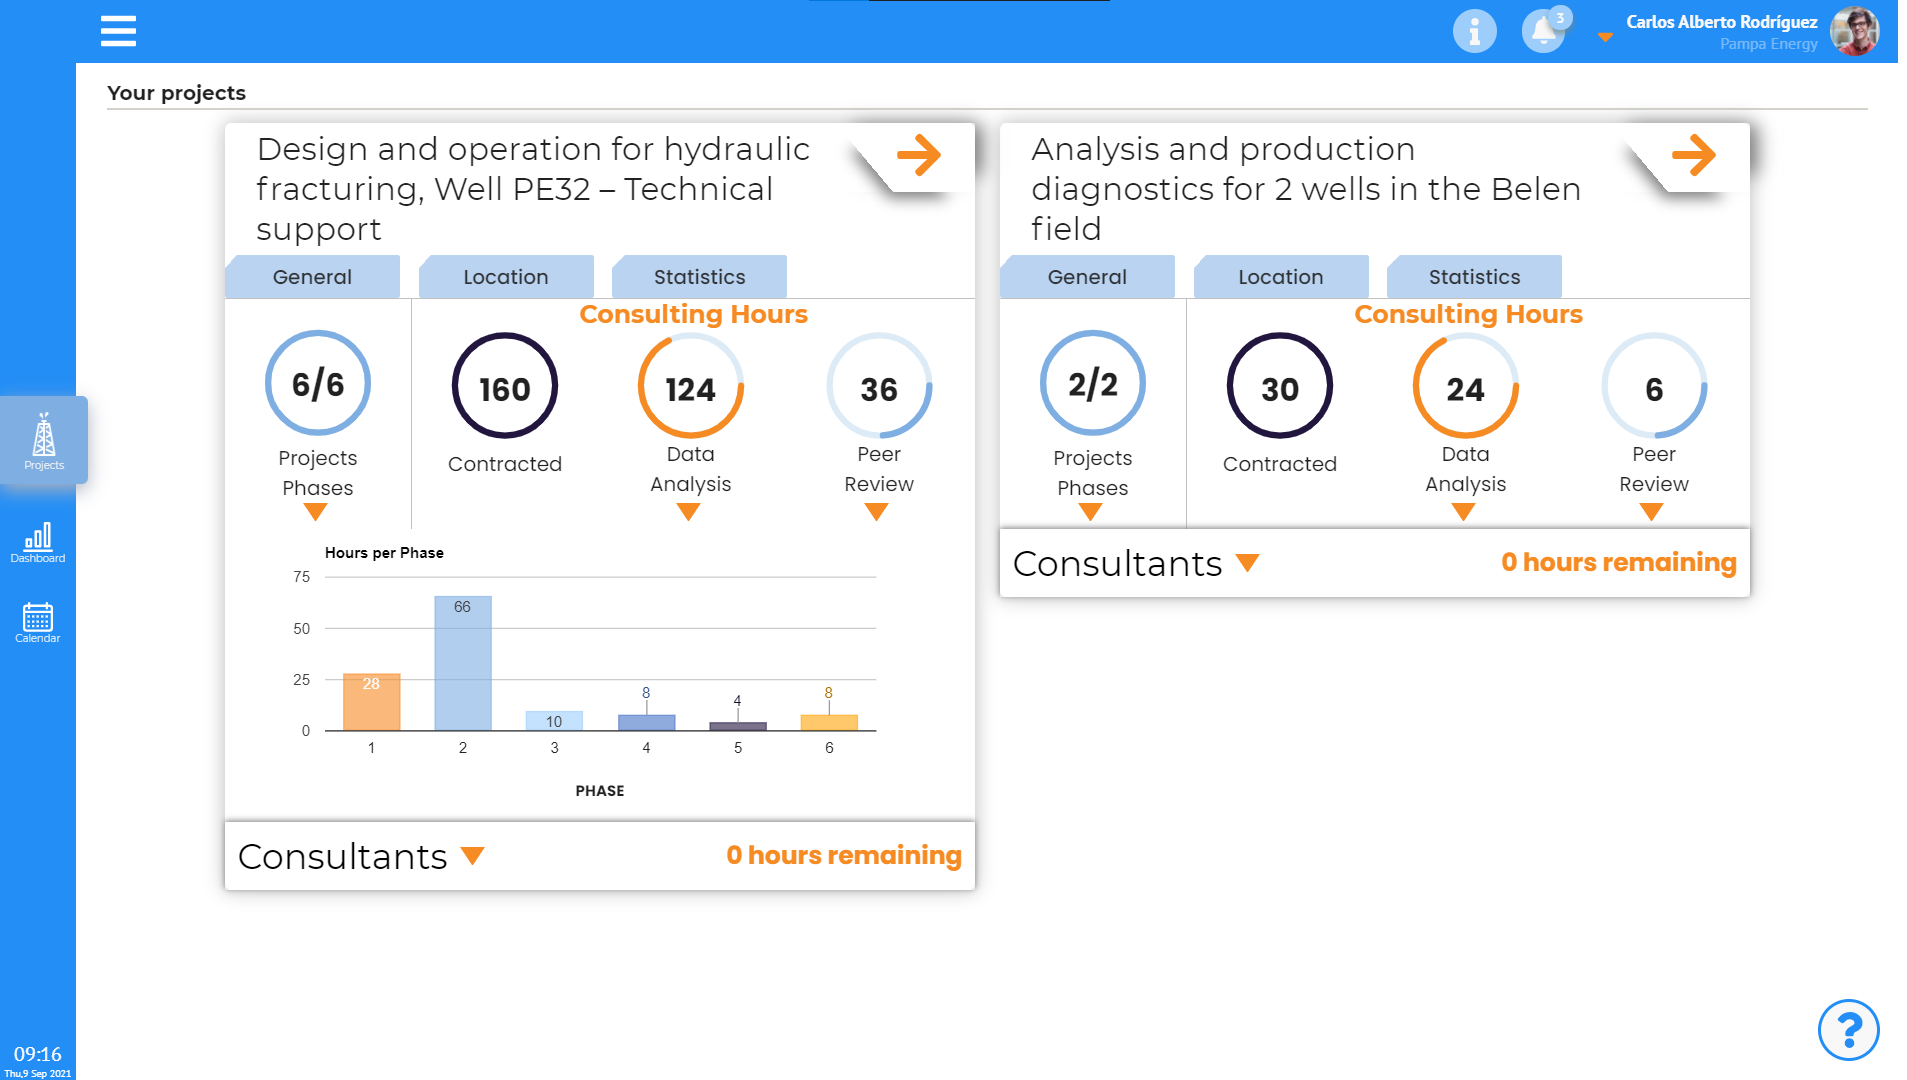 3
Carlos Alberto Rodríguez
Pampa Energy
Your projects
Design and operation for hydraulic
fracturing, Well PE32 – Technical
support
General
Location
Statistics
Consulting Hours
6/6
160
124
36
Projects
Phases
Contracted
Data
Analysis
Peer
Review
Hours per Phase
75
50
25
0
28
66
10
8
4
8
1
2
3
4
5
6
PHASE
Consultants
0 hours remaining
Analysis and production
diagnostics for 2 wells in the Belen
field
General
Location
Statistics
Consulting Hours
2/2
30
24
6
Projects
Phases
Contracted
Data
Analysis
Peer
Review
Consultants
0 hours remaining
Projects
Dashboard
Calendar
09:16
Thu,9 Sep 2021
?